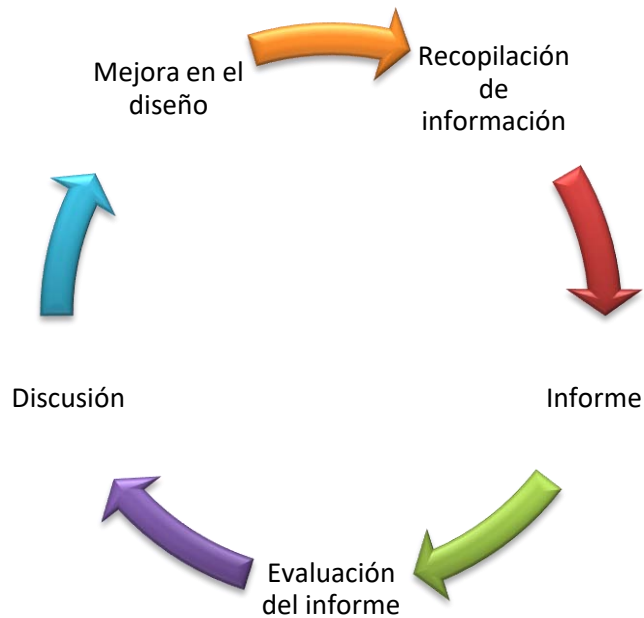 Mejora en el
diseño
Recopilación
de
información
Informe
Evaluación
del informe
Discusión